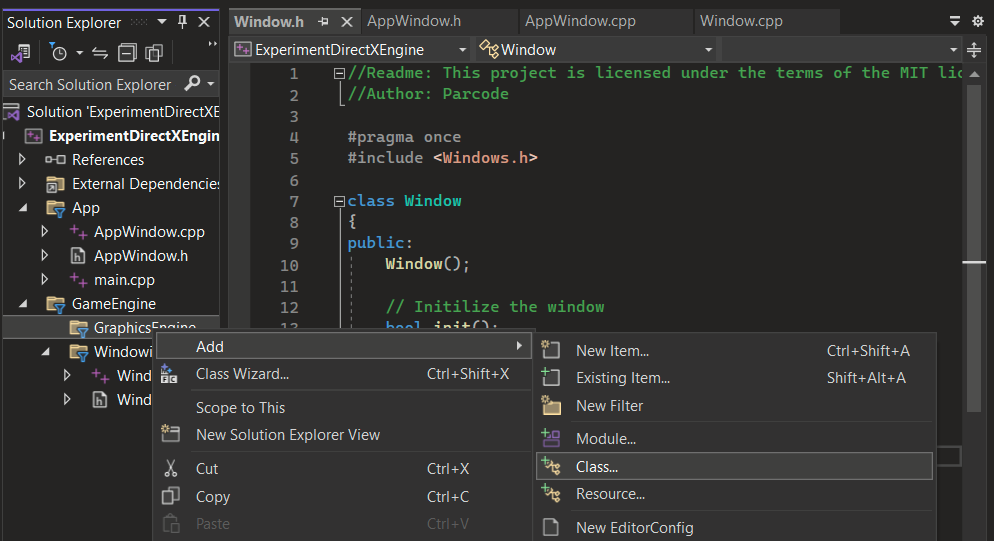 Solution Explorer
Search Solution Explorer
Solution 'ExperimentDirectXE
ExperimentDirectXEngin
References
External Dependencies
App
AppWindow.cpp
AppWindow.h
main.cpp
GameEngine
GraphicsEngine
Windowi
Wind
Wind
Window.h
AppWindow.h
AppWindow.cpp
Window.cpp
ExperimentDirectXEngine
Window
1 //Readme: This project is licensed under the terms of the MIT lic
2 //Author: Parcode
3
4 #pragma once
5 #include <Windows.h>
6
7 class Window
8 {
9 public:
10 Window();
11
12 // Initilize the window
13 bool init();
Add
Class Wizard... Ctrl+Shift+X
Scope to This
New Solution Explorer View
Cut Ctrl+X
Copy Ctrl+C
Paste Ctrl+V
New Item... Ctrl+Shift+A
Existing Item... Shift+Alt+A
New Filter
Module...
Class...
Resource...
New EditorConfig